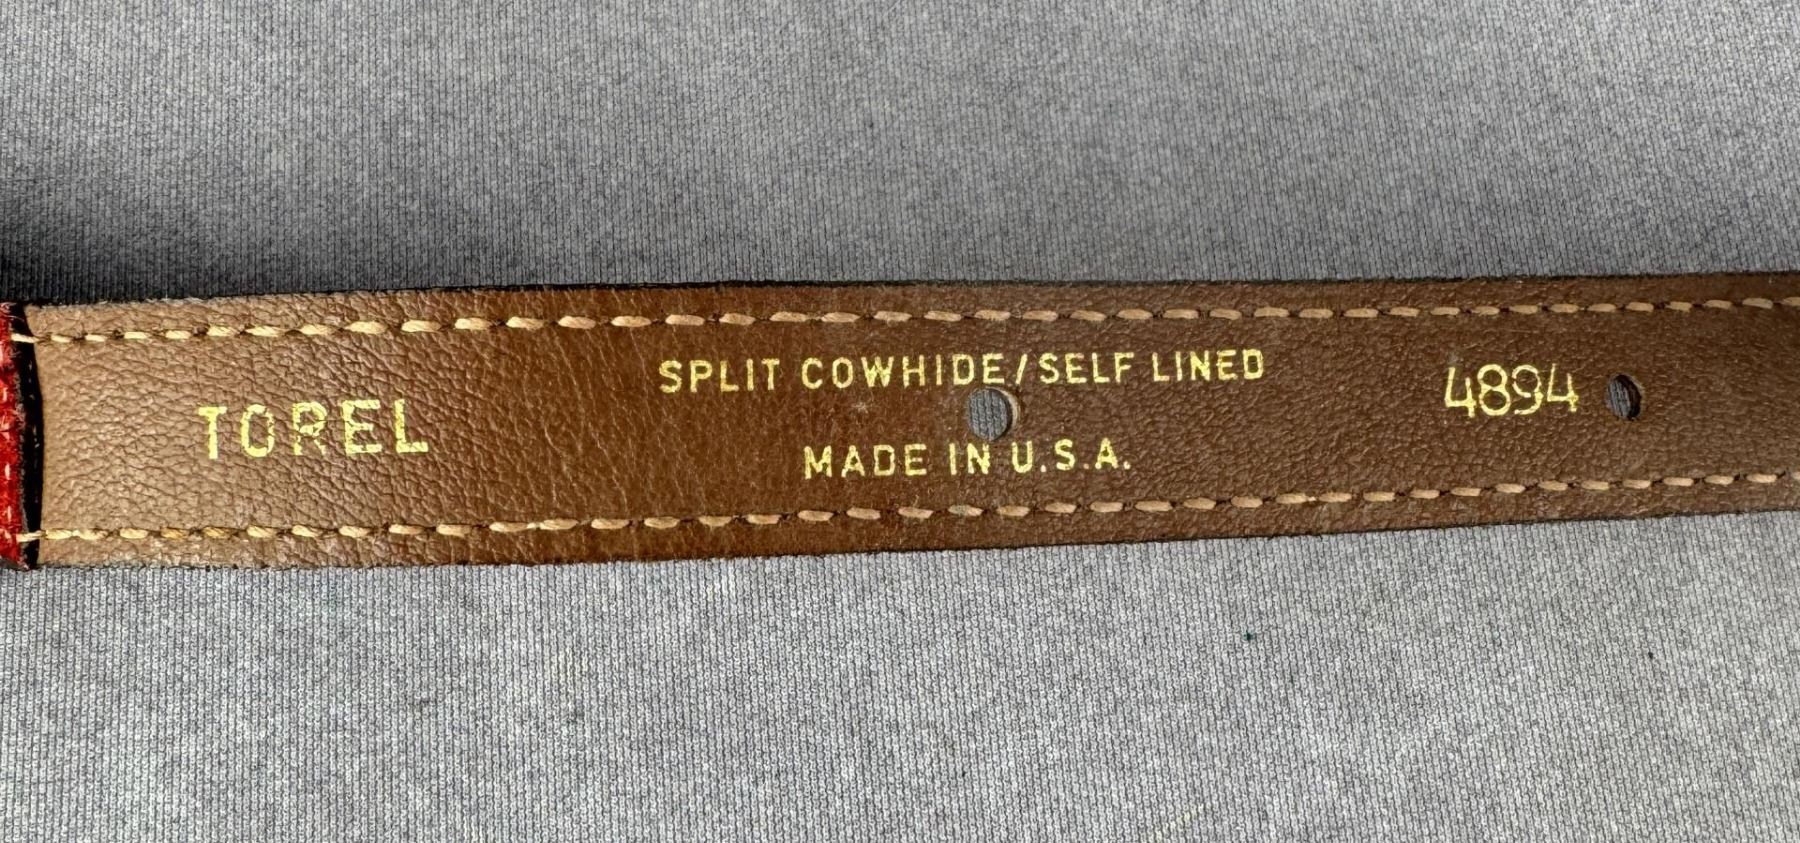 TOREL
SPLIT COWHIDE/SELF LINED
MADE IN U.S.A.
4894